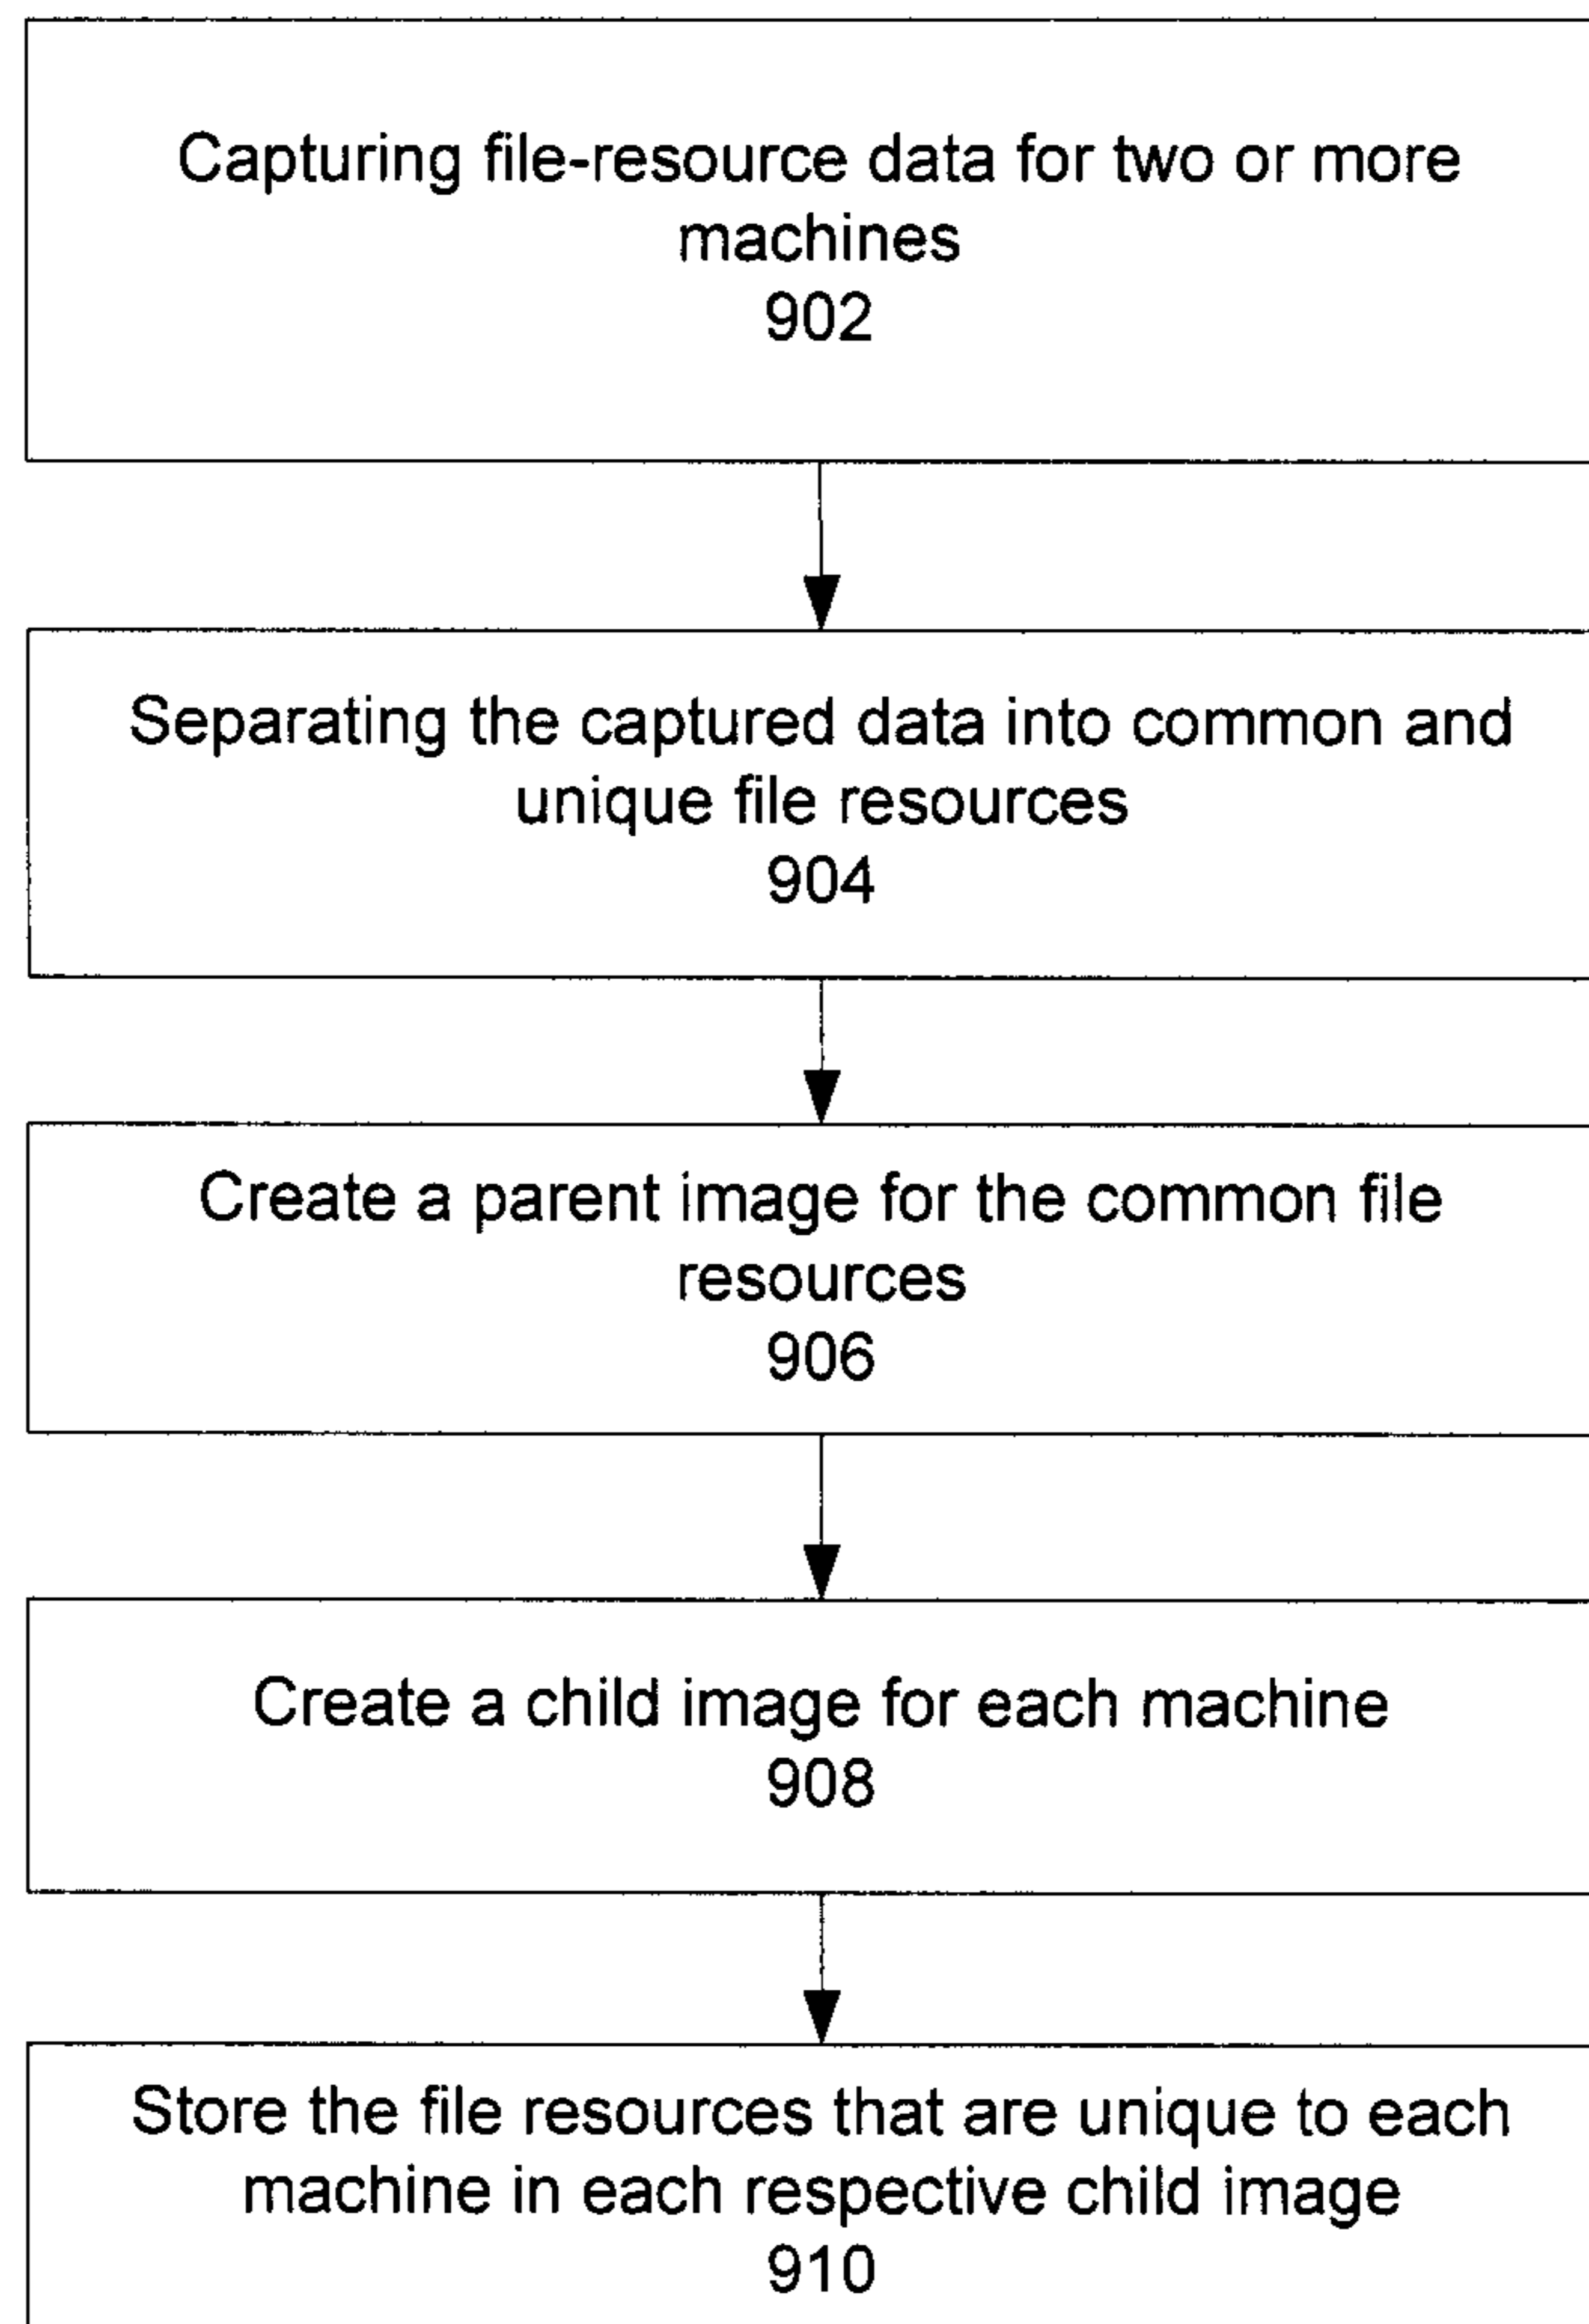 Capturing file-resource data for two or more
machines
902
Separating the captured data into common and
unique file resources
904
Create a parent image for the common file
resources
906
Create a child image for each machine
908
Store the file resources that are unique to each
machine in each respective child image
910